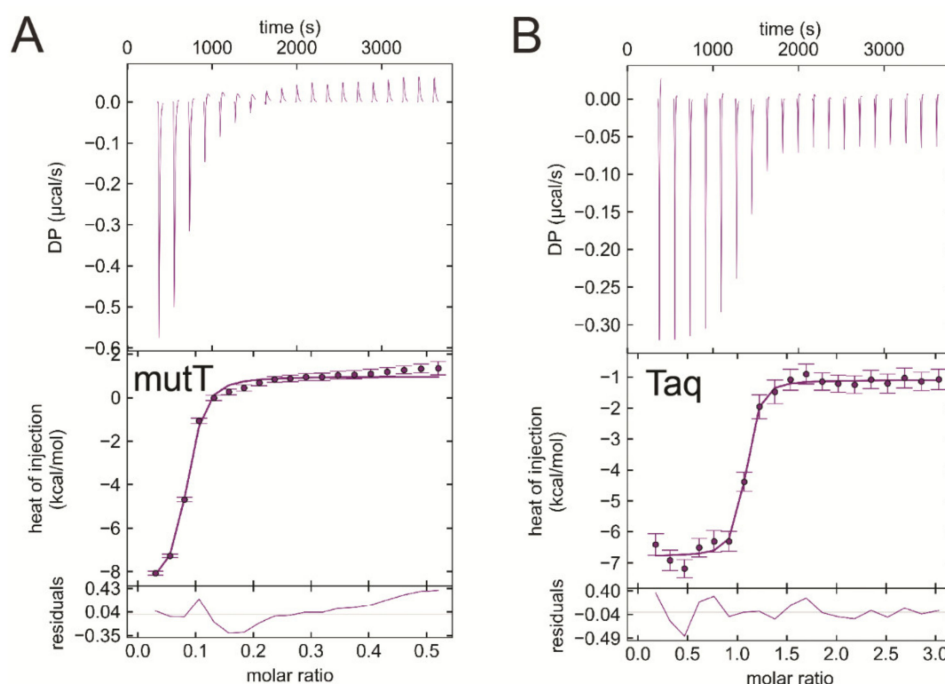 A
time (s)
0 1000 2000 3000
0.0
−0.1
−0.2
−0.3
−0.4
−0.5
−0.6
DP (µcal/s)
2
0
−2
−4
−6
−8
heat of injection
(kcal/mol)
mutT
0.43
0.04
−0.35
residuals
0.0 0.1 0.2 0.3 0.4 0.5
molar ratio
B
time (s)
0 1000 2000 3000
0.00
−0.05
−0.10
−0.15
−0.20
−0.25
−0.30
DP (µcal/s)
−1
−2
−3
−4
−5
−6
−7
heat of injection
(kcal/mol)
Taq
0.40
−0.04
−0.49
residuals
0.0 0.5 1.0 1.5 2.0 2.5 3.0
molar ratio